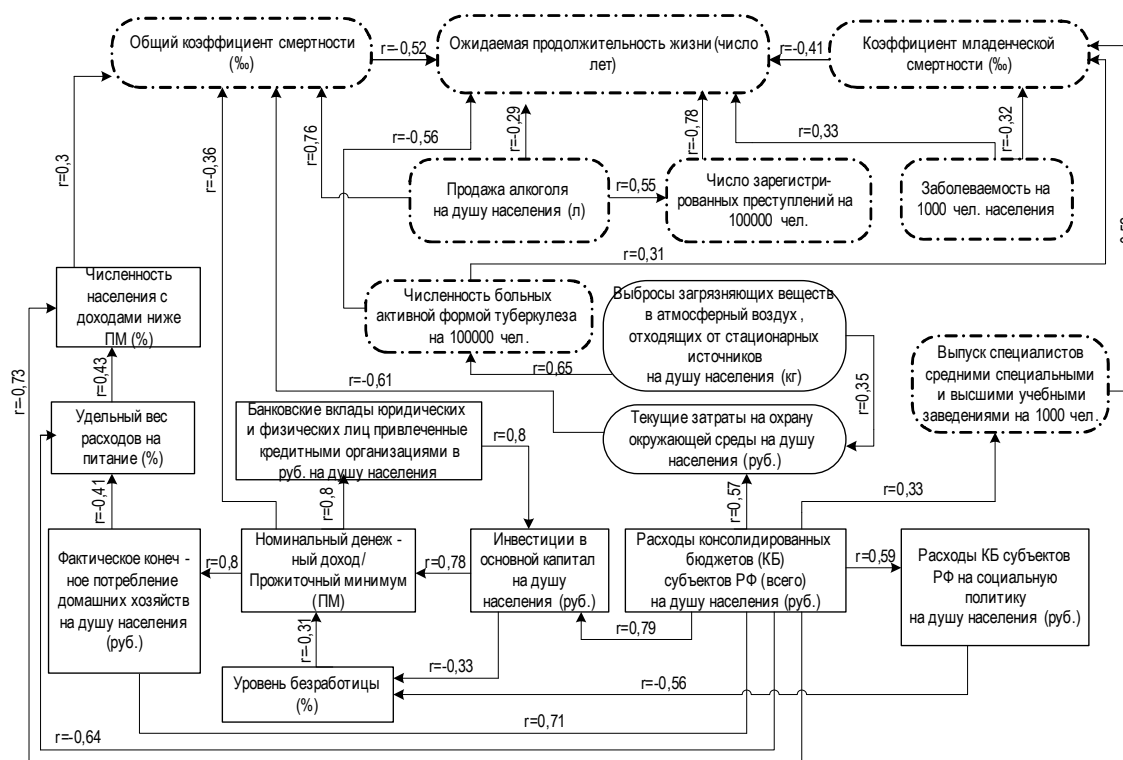 Общий коэффициент смертности
(‰)
r=-0,52
Ожидаемая продолжительность жизни (число
лет)
r=-0,41
Коэффициент младенческой
смертности (‰)
r=0,3
r=-0,36
r=0,76
r=-0,56
r=-0,29
r=-0,78
r=0,33
r=-0,32
Продажа алкоголя
на душу населения (л)
r=0,55
Число зарегистри-
рованных преступлений на
100000 чел.
Заболеваемость на
1000 чел. населения
r=0,31
Численность
населения с
доходами ниже
ПМ (%)
Численность больных
активной формой туберкулеза
на 100000 чел.
Выбросы загрязняющих веществ
в атмосферный воздух ,
отходящих от стационарных
источников
на душу населения (кг)
r=0,65
r=0,35
Выпуск специалистов
средними специальными
и высшими учебными
заведениями на 1000 чел.
r=-0,73
r=0,43
r=-0,61
Удельный вес
расходов на
питание (%)
Банковские вклады юридических
и физических лиц привлеченные
кредитными организациями в
руб. на душу населения
r=0,8
Текущие затраты на охрану
окружающей среды на душу
населения (руб.)
r=-0,41
r=0,8
r=0,57
r=0,33
Фактическое конеч -
ное потребление
домашних хозяйств
на душу населения
(руб.)
r=0,8
Номинальный денеж -
ный доход/
Прожиточный минимум
(ПМ)
r=0,78
Инвестиции в
основной капитал
на душу
населения (руб.)
Расходы консолидированных
бюджетов (КБ)
субъектов РФ (всего)
на душу населения (руб.)
r=0,59
Расходы КБ субъектов
РФ на социальную
политику
на душу населения (руб.)
r=0,79
r=-0,31
r=-0,33
Уровень безработицы
(%)
r=-0,56
r=0,71
r=-0,64